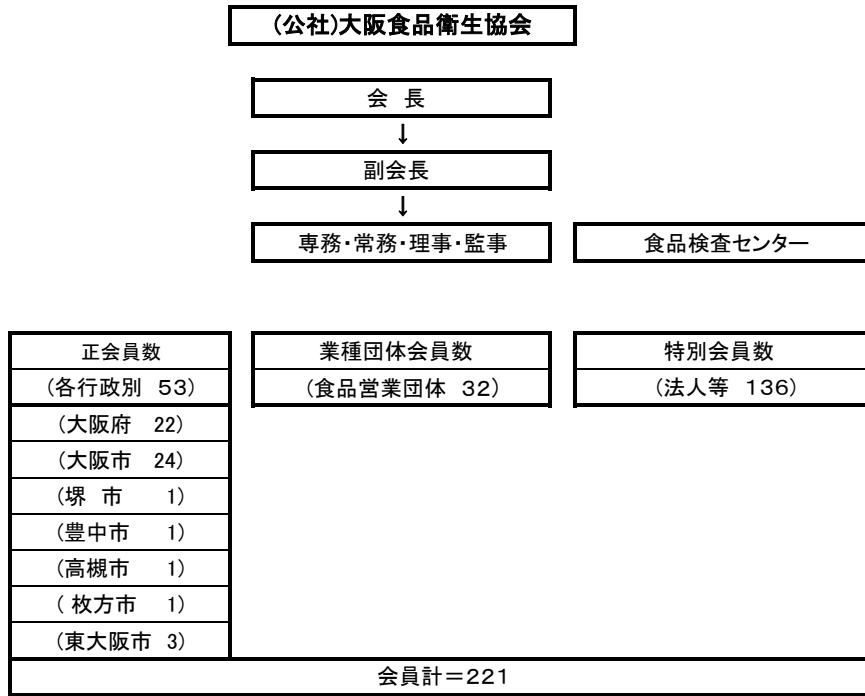 (公社)大阪食品衛生協会
会 長
↓
副会長
↓
専務・常務・理事・監事
食品検査センター
正会員数
(各行政別 53)
(大阪府 22)
(大阪市 24)
(堺 市 1)
(豊中市 1)
(高槻市 1)
( 枚方市 1)
(東大阪市 3)
業種団体会員数
(食品営業団体 32)
特別会員数
(法人等 136)
会員計=221